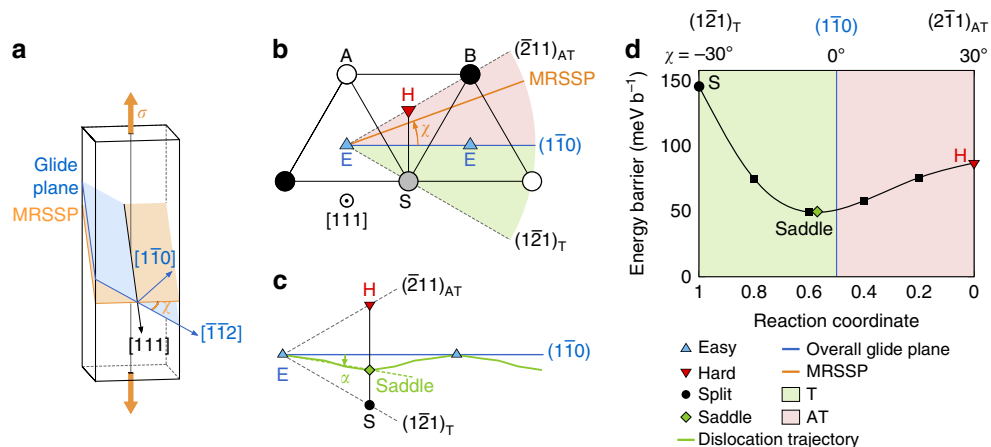 a
σ
Glide
plane
MRSSP
[11̄0]
χ
[1̄1̄2]
[111]
b
A
B
(2̄11)AT
MRSSP
H
χ
E
E
(11̄0)
S
[111]
(12̄1)T
c
H
(2̄11)AT
(11̄0)
E
α
Saddle
S
(12̄1)T
d
(12̄1)T
(11̄0)
(2̄1̄1)AT
χ = −30°
0°
30°
Energy barrier (meV b⁻¹)
150
100
50
0
S
Saddle
H
1
0.8
0.6
0.4
0.2
0
Reaction coordinate
Easy
Hard
Split
Saddle
Dislocation trajectory
Overall glide plane
MRSSP
T
AT